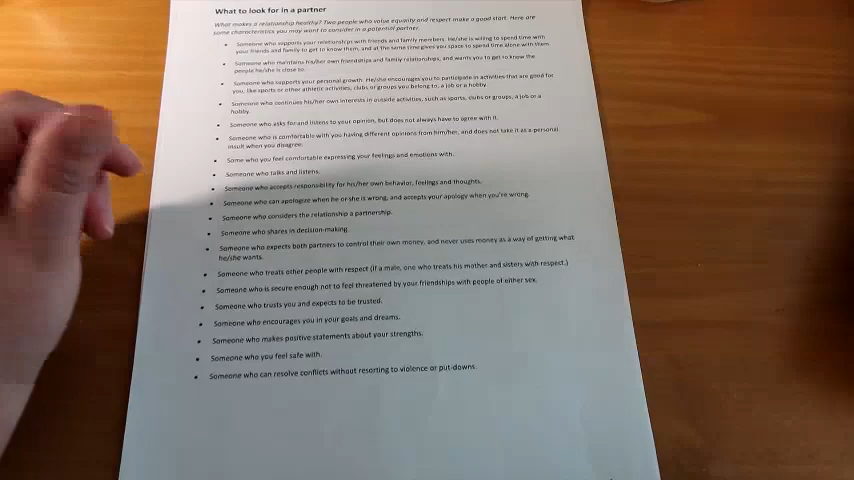 What to look for in a partner
What makes a relationship healthy? Two people who value equality and respect make a good start. Here are
some characteristics you may want to consider in a potential partner.
• Someone who supports your relationships with friends and family members. He/she is willing to spend time with
your friends and family to get to know them, and at the same time gives you space to spend time alone with them.
• Someone who maintains his/her own friendships and family relationships, and wants you to get to know the
people he/she is close to.
• Someone who supports your personal growth. He/she encourages you to participate in activities that are good for
you, like sports or other athletic activities, clubs or groups you belong to, a job or a hobby.
• Someone who continues his/her own interests in outside activities, such as sports, clubs or groups, a job or a
hobby.
• Someone who asks for and listens to your opinion, but does not always have to agree with it.
• Someone who is comfortable with you having different opinions from him/her, and does not take it as a personal
insult when you disagree.
• Some who you feel comfortable expressing your feelings and emotions with.
• Someone who talks and listens.
• Someone who accepts responsibility for his/her own behavior, feelings and thoughts.
• Someone who can apologize when he or she is wrong, and accepts your apology when you're wrong.
• Someone who considers the relationship a partnership.
• Someone who shares in decision-making.
• Someone who expects both partners to control their own money, and never uses money as a way of getting what
he/she wants.
• Someone who treats other people with respect (if a male, one who treats his mother and sisters with respect.)
• Someone who is secure enough not to feel threatened by your friendships with people of either sex.
• Someone who trusts you and expects to be trusted.
• Someone who encourages you in your goals and dreams.
• Someone who makes positive statements about your strengths.
• Someone who you feel safe with.
• Someone who can resolve conflicts without resorting to violence or put-downs.